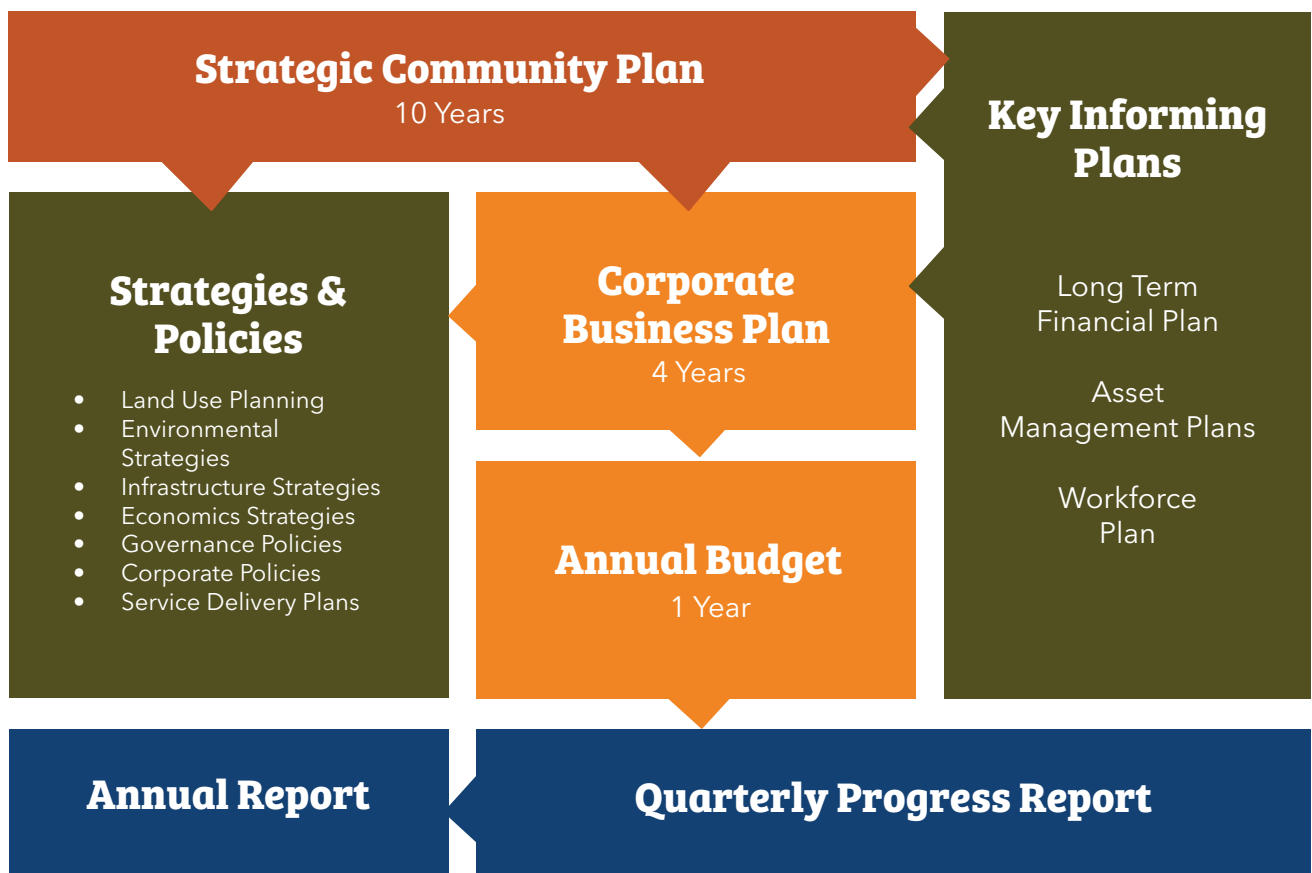 Strategic Community Plan
10 Years
Key Informing
Plans
Long Term
Financial Plan
Asset
Management Plans
Workforce
Plan
Strategies &
Policies
• Land Use Planning
• Environmental
Strategies
• Infrastructure Strategies
• Economics Strategies
• Governance Policies
• Corporate Policies
• Service Delivery Plans
Corporate
Business Plan
4 Years
Annual Budget
1 Year
Annual Report
Quarterly Progress Report